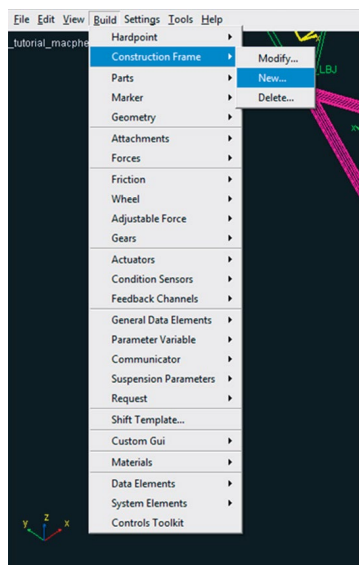 File Edit View Build Settings Tools Help
_tutorial_macphe
Hardpoint
Construction Frame
Modify...
Parts
New...
LBJ
Marker
Delete...
Geometry
Attachments
Forces
Friction
Wheel
Adjustable Force
Gears
Actuators
Condition Sensors
Feedback Channels
General Data Elements
Parameter Variable
Communicator
Suspension Parameters
Request
Shift Template...
Custom Gui
Materials
Data Elements
System Elements
Controls Toolkit
y z x